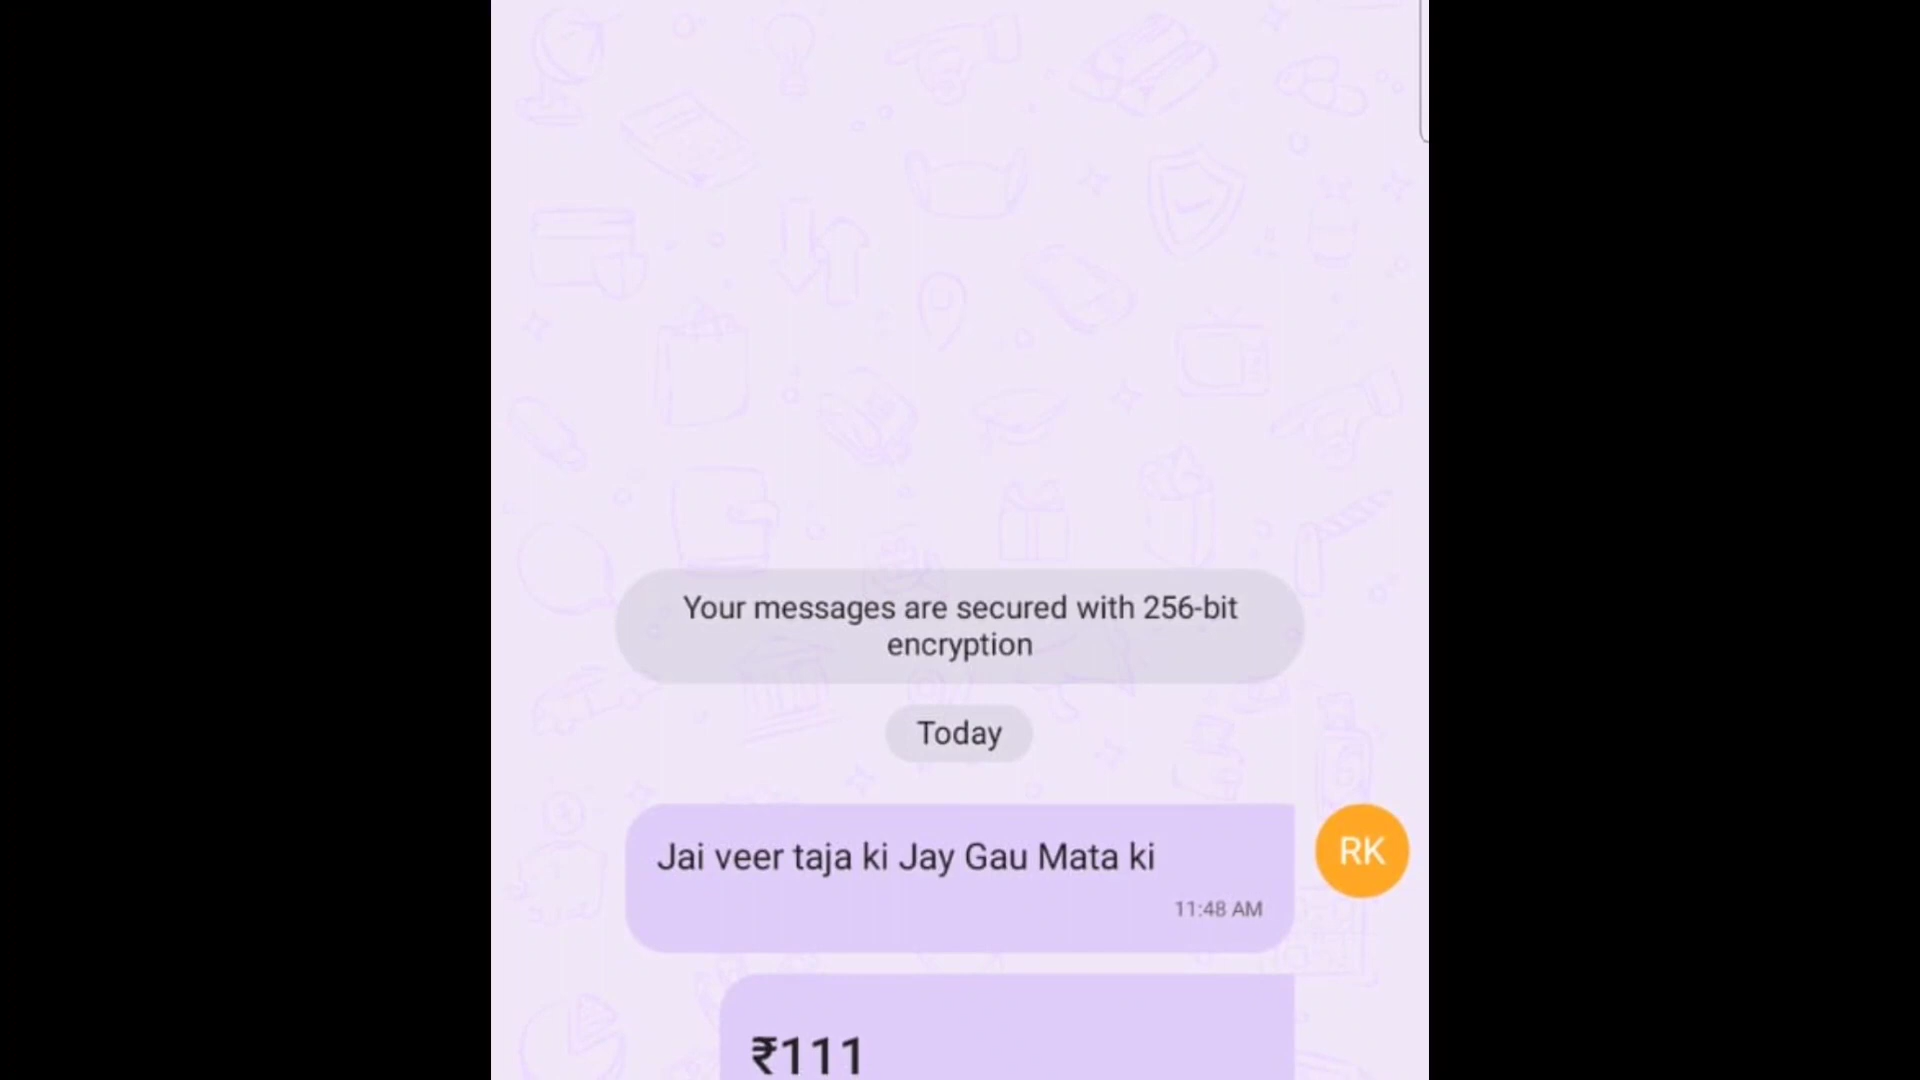 Your messages are secured with 256-bit
encryption
Today
Jai veer taja ki Jay Gau Mata ki
RK
11:48 AM
₹111